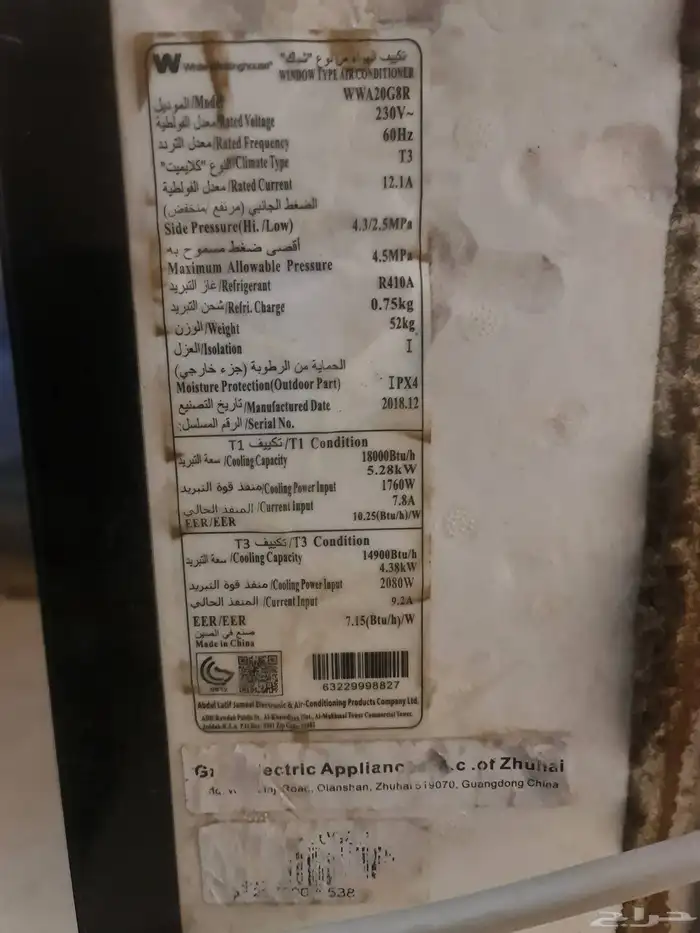 W Westinghouse
تكييف الهواء من نوع "شباك"
WINDOW TYPE AIR CONDITIONER
الموديل/Model WWA20G8R
معدل الفولطية/Rated Voltage 230V~
معدل التردد/Rated Frequency 60Hz
النوع "كلايميت"/Climate Type T3
معدل الفولطية/Rated Current 12.1A
الضغط الجانبي (مرتفع /منخفض)
Side Pressure(Hi. /Low) 4.3/2.5MPa
أقصى ضغط مسموح به
Maximum Allowable Pressure 4.5MPa
غاز التبريد/Refrigerant R410A
شحن التبريد/Refri. Charge 0.75kg
الوزن/Weight 52kg
العزل/Isolation I
الحماية من الرطوبة (جزء خارجي)
Moisture Protection(Outdoor Part) IPX4
تاريخ التصنيع/Manufactured Date 2018.12
الرقم المسلسل:/Serial No.
تكييف T1/T1 Condition
سعة التبريد/Cooling Capacity 18000Btu/h
5.28kW
منفذ قوة التبريد/Cooling Power Input 1760W
المنفذ الحالي/Current Input 7.8A
EER/EER 10.25(Btu/h)/W
تكييف T3/T3 Condition
سعة التبريد/Cooling Capacity 14900Btu/h
4.38kW
منفذ قوة التبريد/Cooling Power Input 2080W
المنفذ الحالي/Current Input 9.2A
EER/EER 7.15(Btu/h)/W
صنع في الصين
Made in China
63229998827
Abdul Latif Jameel Electronic & Air-Conditioning Products Company Ltd.
Zhuhai
Road, Qianshan, Zhuhai 519070, Guangdong China
538
حراج